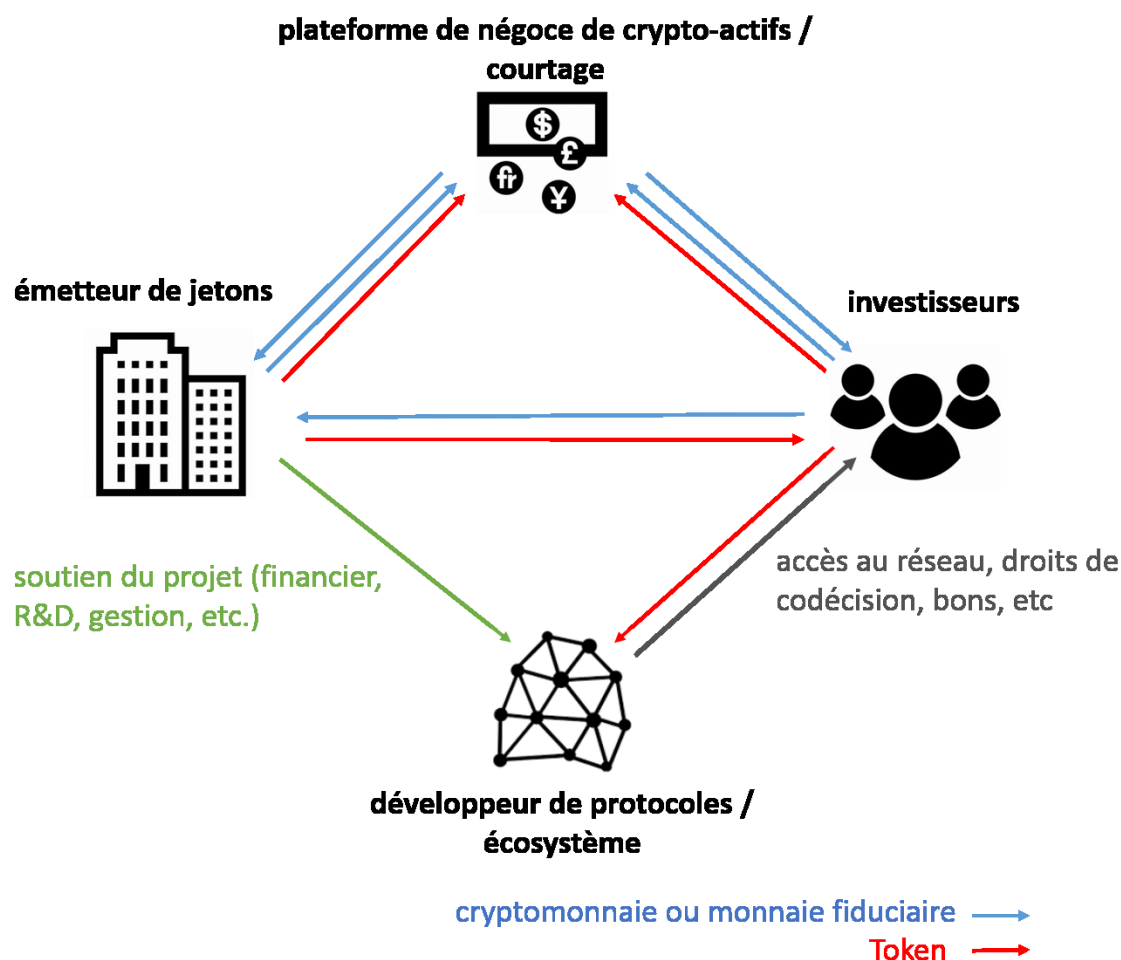 plateforme de négoce de crypto-actifs /
courtage
$
£
fr
¥
émetteur de jetons
investisseurs
soutien du projet (financier,
R&D, gestion, etc.)
accès au réseau, droits de
codécision, bons, etc
développeur de protocoles /
écosystème
cryptomonnaie ou monnaie fiduciaire
Token